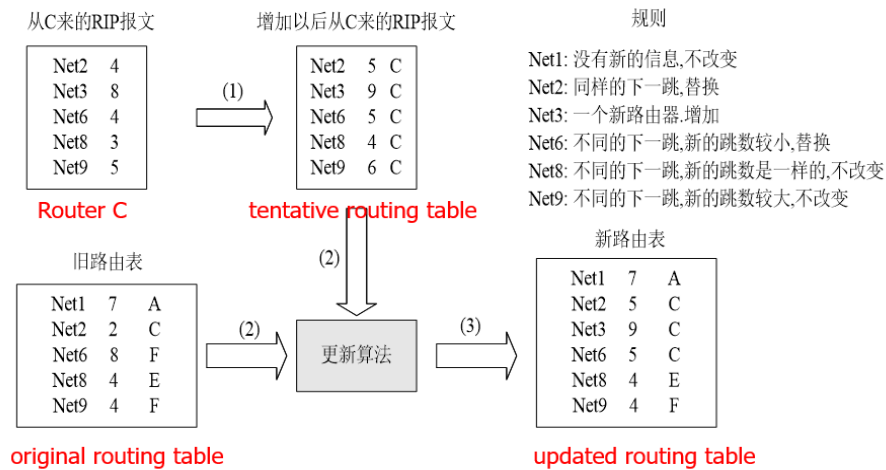 从C来的RIP报文
Net2 4
Net3 8
Net6 4
Net8 3
Net9 5
Router C
(1)
增加以后从C来的RIP报文
Net2 5 C
Net3 9 C
Net6 5 C
Net8 4 C
Net9 6 C
tentative routing table
规则
Net1: 没有新的信息,不改变
Net2: 同样的下一跳,替换
Net3: 一个新路由器.增加
Net6: 不同的下一跳,新的跳数较小,替换
Net8: 不同的下一跳,新的跳数是一样的,不改变
Net9: 不同的下一跳,新的跳数较大,不改变
旧路由表
Net1 7 A
Net2 2 C
Net6 8 F
Net8 4 E
Net9 4 F
original routing table
(2)
(2)
更新算法
(3)
新路由表
Net1 7 A
Net2 5 C
Net3 9 C
Net6 5 C
Net8 4 E
Net9 4 F
updated routing table